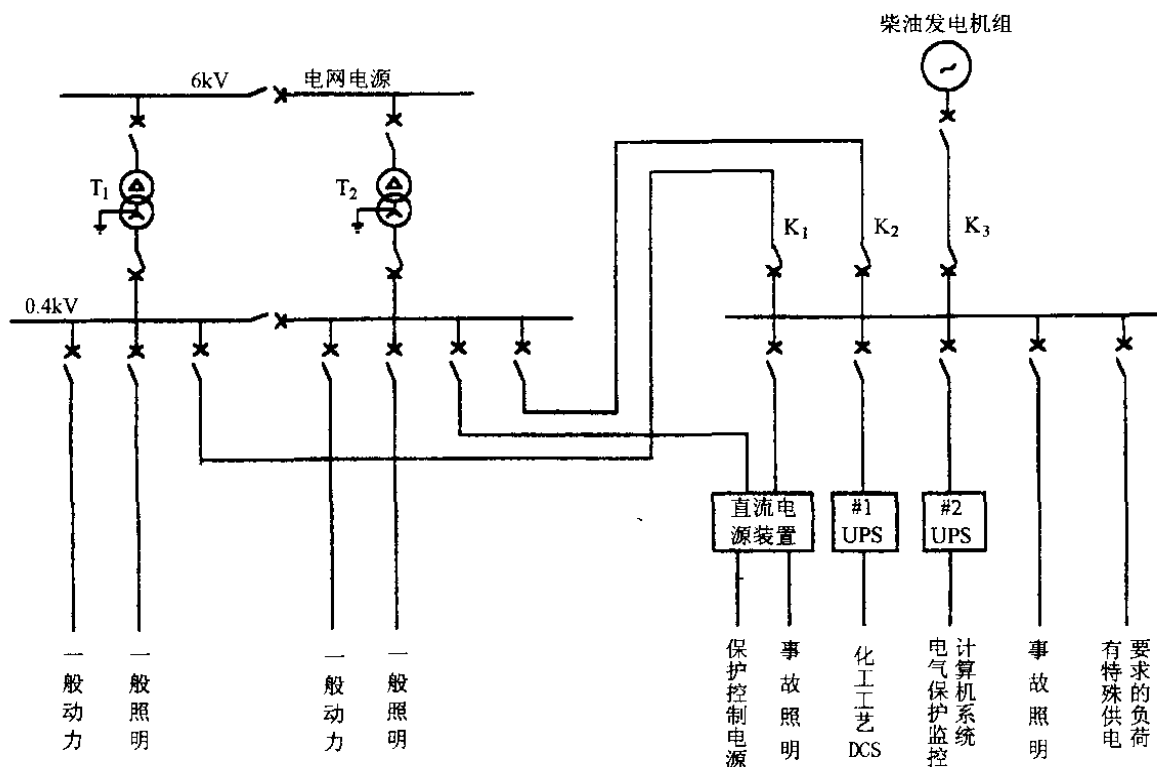 柴油发电机组
6kV
电网电源
T₁
T₂
K₁
K₂
K₃
0.4kV
直流电
源装置
#1
UPS
#2
UPS
一般动力
一般照明
一般动力
一般照明
保护控制电源
事故照明
化工工艺
DCS
计算机系统
电气保护监控
事故照明
要求的负荷
有特殊供电